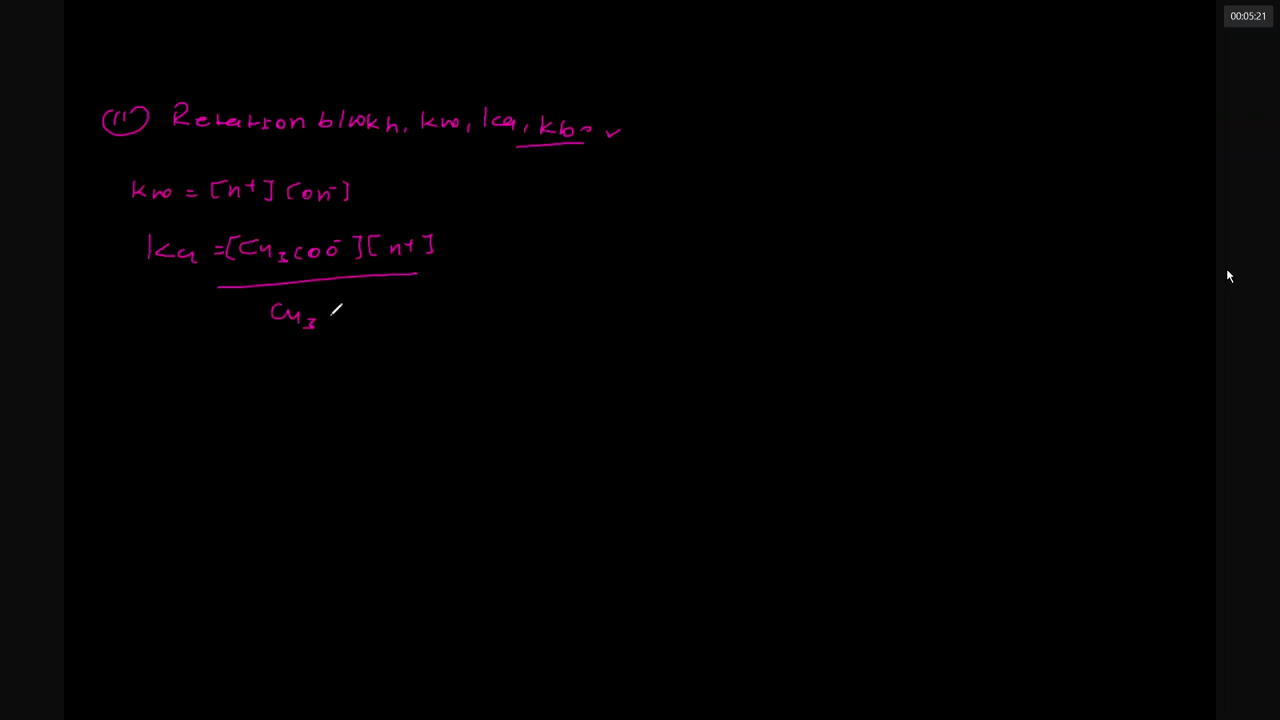 00:05:21
(11) Relation b/w kh, kw, ka, kb
kw = [H+] [OH-]
Ka = [CH3COO-][H+]
CH3